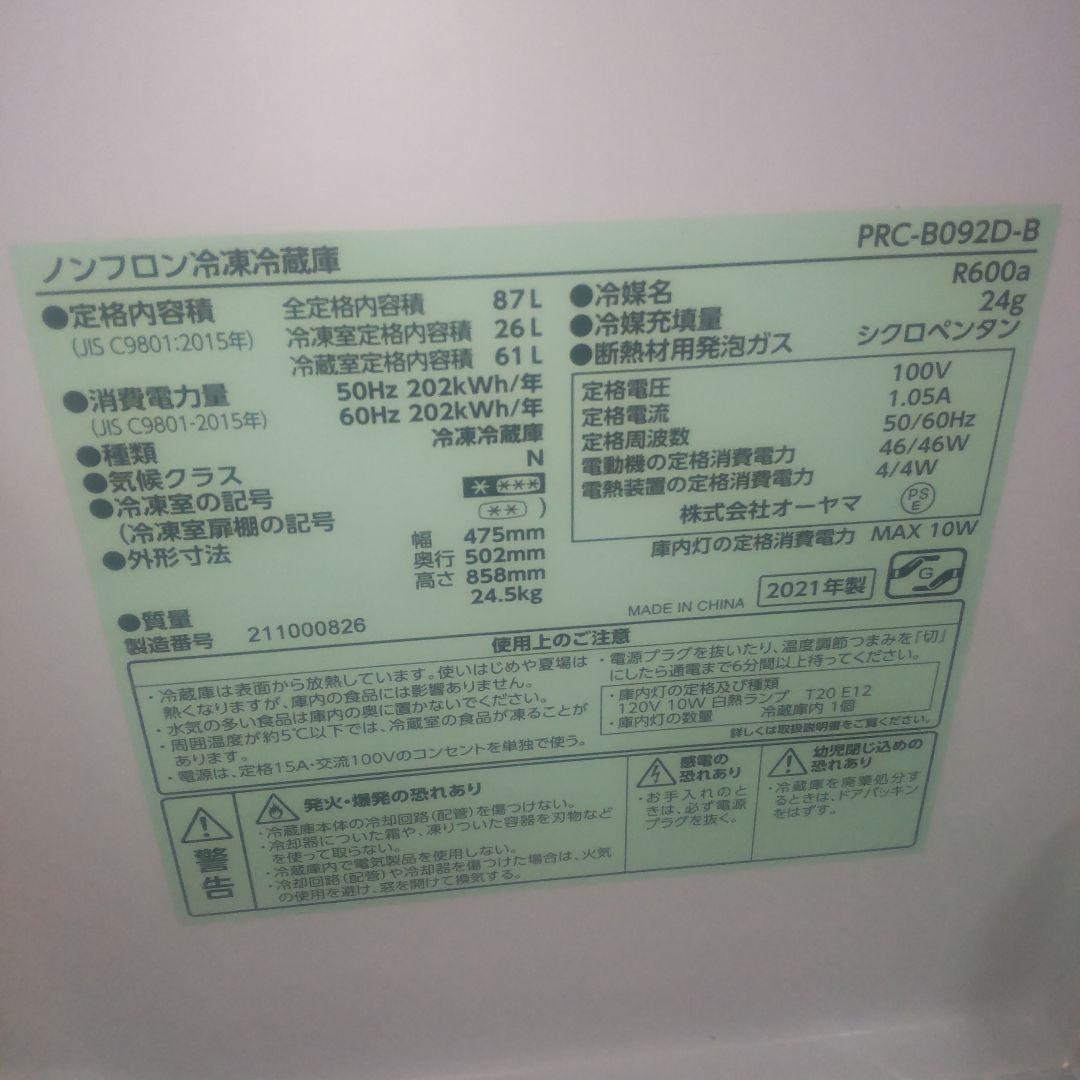 ノンフロン冷凍冷蔵庫
PRC-B092D-B
●定格内容積 全定格内容積 87L
(JIS C9801:2015年) 冷凍室定格内容積 26L
冷蔵室定格内容積 61L
●消費電力量 50Hz 202kWh/年
(JIS C9801-2015年) 60Hz 202kWh/年
●種類 冷凍冷蔵庫
●気候クラス N
●冷凍室の記号 * ***
(冷凍室扉棚の記号 ** )
●外形寸法 幅 475mm
奥行 502mm
高さ 858mm
●質量 24.5kg
製造番号 211000826
●冷媒名 R600a
●冷媒充填量 24g
●断熱材用発泡ガス シクロペンタン
定格電圧 100V
定格電流 1.05A
定格周波数 50/60Hz
電動機の定格消費電力 46/46W
電熱装置の定格消費電力 4/4W
株式会社オーヤマ PSE
庫内灯の定格消費電力 MAX 10W
MADE IN CHINA 2021年製 G
使用上のご注意
・冷蔵庫は表面から放熱しています。使いはじめや夏場は
熱くなりますが、庫内の食品には影響ありません。
・水気の多い食品は庫内の奥に置かないでください。
・周囲温度が約5℃以下では、冷蔵室の食品が凍ることが
あります。
・電源は、定格15A・交流100Vのコンセントを単独で使う。
・電源プラグを抜いたり、温度調節つまみを「切」
にしたら通電まで6分間以上待ってください。
・庫内灯の定格及び種類
120V 10W 白熱ランプ T20 E12
・庫内灯の数量 冷蔵庫内 1個
詳しくは取扱説明書をご覧ください。
警告
発火・爆発の恐れあり
・冷蔵庫本体の冷却回路(配管)を傷つけない。
・冷却器についた霜や、凍りついた容器を刃物など
を使って取らない。
・冷蔵庫内で電気製品を使用しない。
・冷却回路(配管)や冷却器を傷つけた場合は、火気
の使用を避け、窓を開けて換気する。
感電の
恐れあり
・お手入れのと
きは、必ず電源
プラグを抜く。
幼児閉じ込めの
恐れあり
・冷蔵庫を廃棄処分す
るときは、ドアパッキン
をはずす。